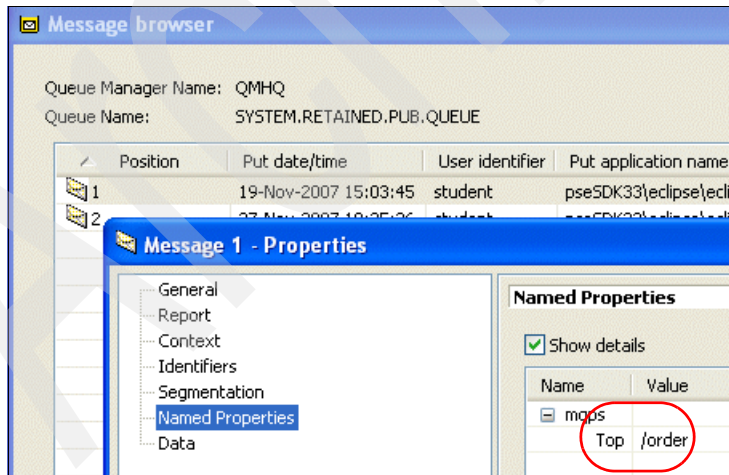 Message browser
Queue Manager Name: QMHQ
Queue Name: SYSTEM.RETAINED.PUB.QUEUE
Position Put date/time User identifier Put application name
1 19-Nov-2007 15:03:45 student pseSDK33\eclipse\ecli
2
Message 1 - Properties
General
Report
Context
Identifiers
Segmentation
Named Properties
Data
Named Properties
Show details
Name Value
mqps
Top /order